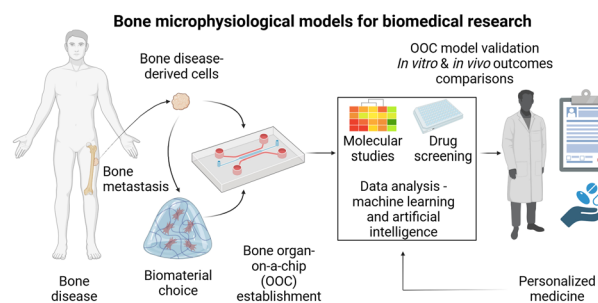 Bone microphysiological models for biomedical research
Bone disease-
derived cells
OOC model validation
In vitro & in vivo outcomes
comparisons
Bone
metastasis
Molecular
studies
Drug
screening
Data analysis -
machine learning
and artificial
intelligence
Bone
disease
Biomaterial
choice
Bone organ-
on-a-chip
(OOC)
establishment
Personalized
medicine